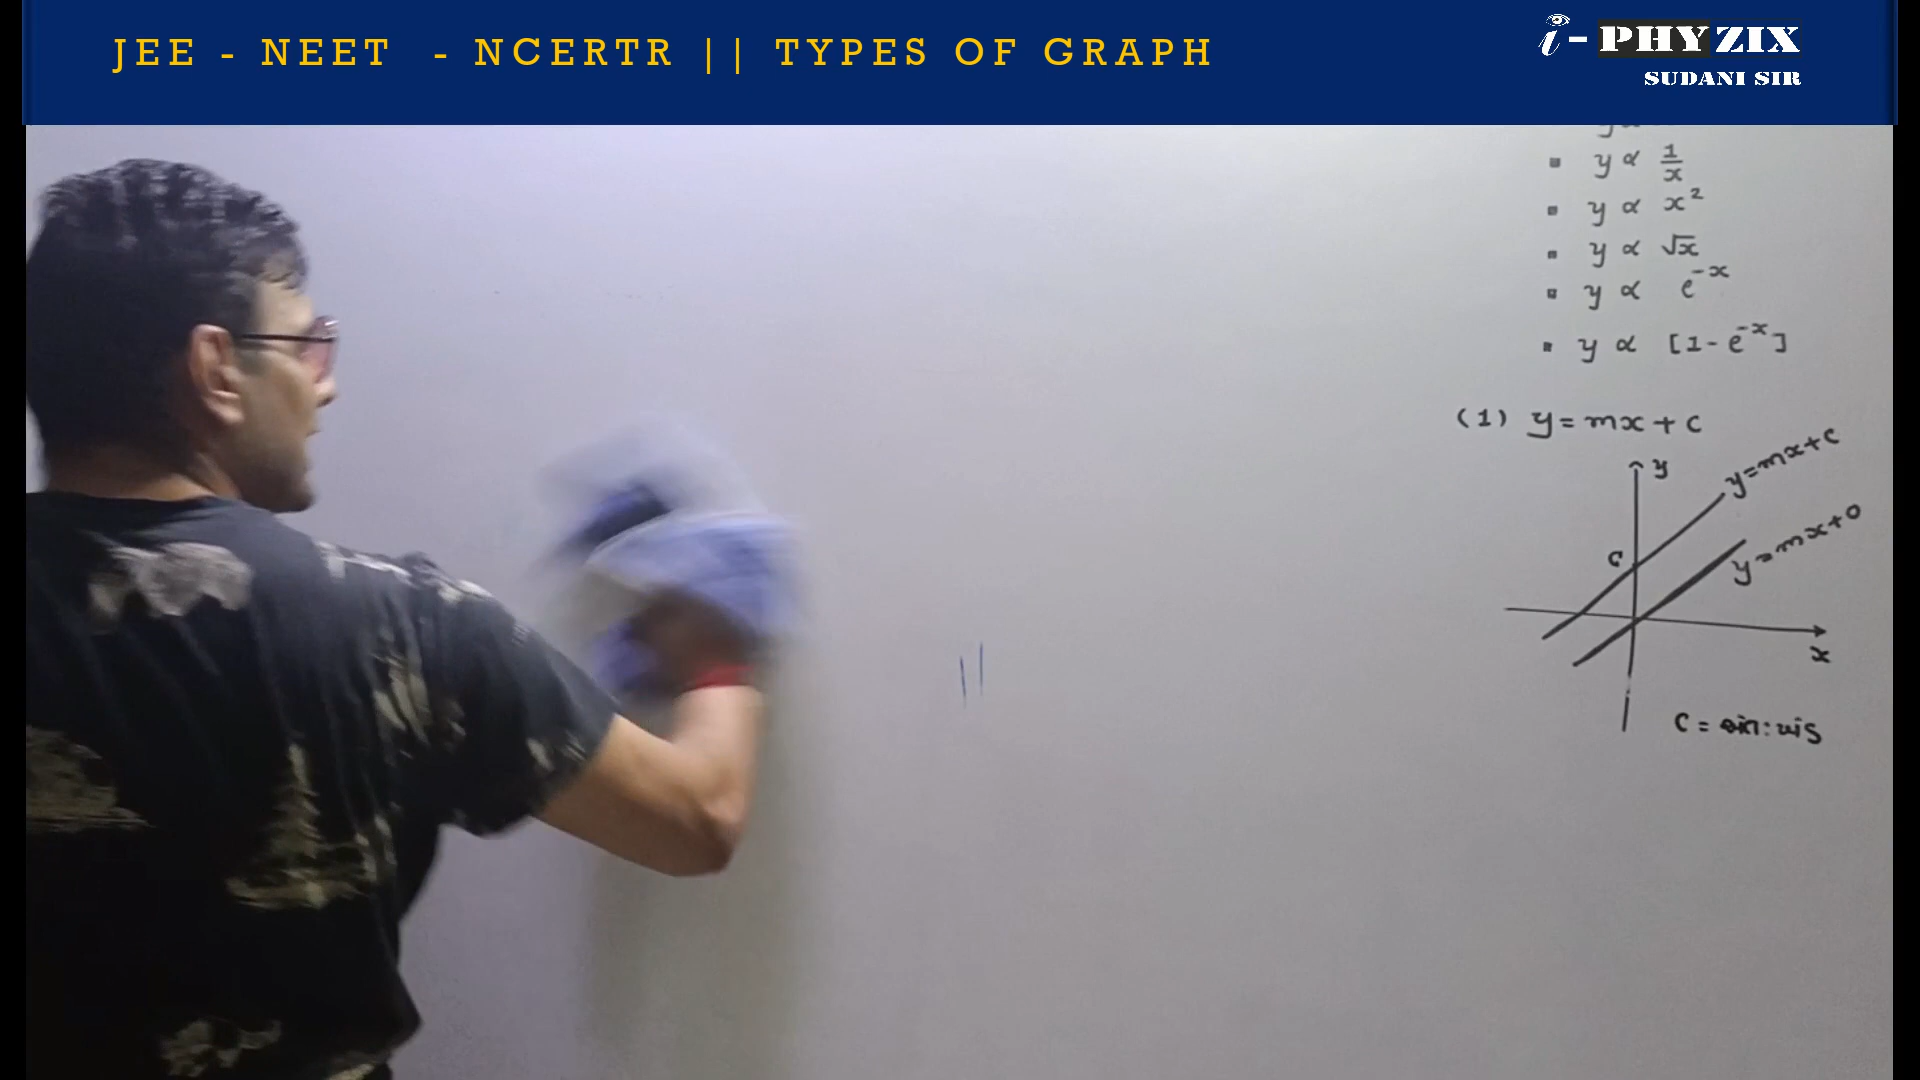 JEE - NEET - NCERTR || TYPES OF GRAPH
i-PHYZIX
SUDANI SIR
▪ y ∝ 1/x
▪ y ∝ x²
▪ y ∝ √x
▪ y ∝ e⁻ˣ
▪ y ∝ [1-e⁻ˣ]
(1) y=mx+c
y
y=mx+c
y=mx+0
c
x
C =